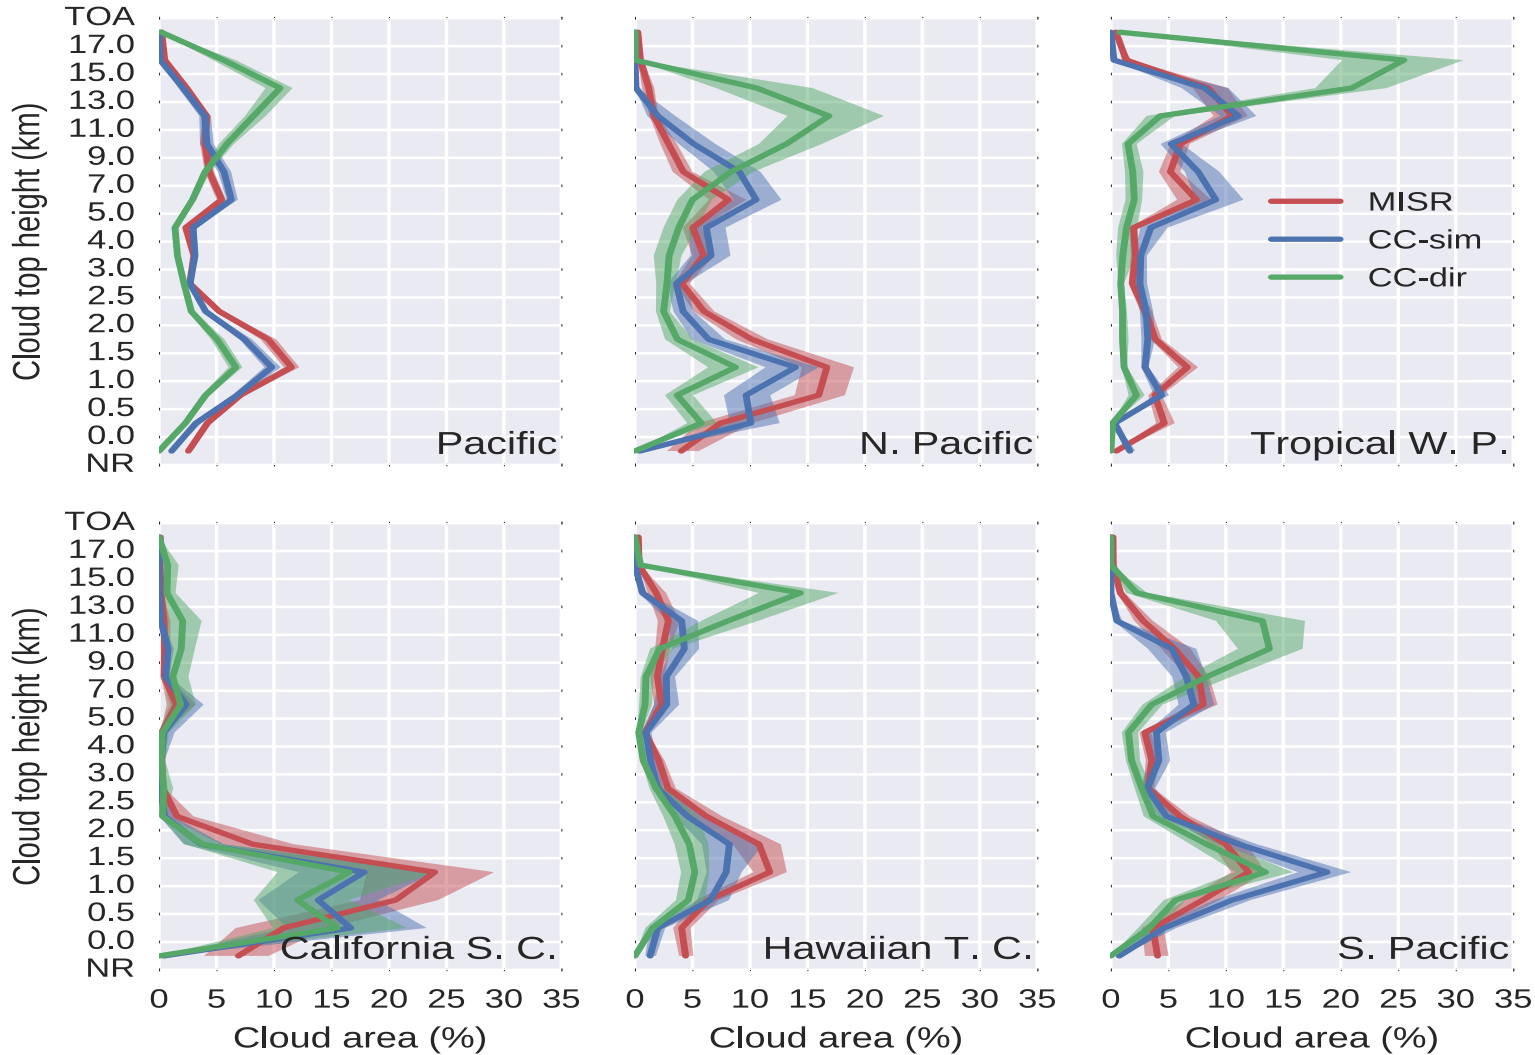 TOA
17.0
15.0
13.0
11.0
9.0
7.0
5.0
4.0
3.0
2.5
2.0
1.5
1.0
0.5
0.0
NR
Cloud top height (km)
Pacific
N. Pacific
Tropical W. P.
MISR
CC-sim
CC-dir
TOA
17.0
15.0
13.0
11.0
9.0
7.0
5.0
4.0
3.0
2.5
2.0
1.5
1.0
0.5
0.0
NR
Cloud top height (km)
California S. C.
Hawaiian T. C.
S. Pacific
0 5 10 15 20 25 30 35
0 5 10 15 20 25 30 35
0 5 10 15 20 25 30 35
Cloud area (%)
Cloud area (%)
Cloud area (%)